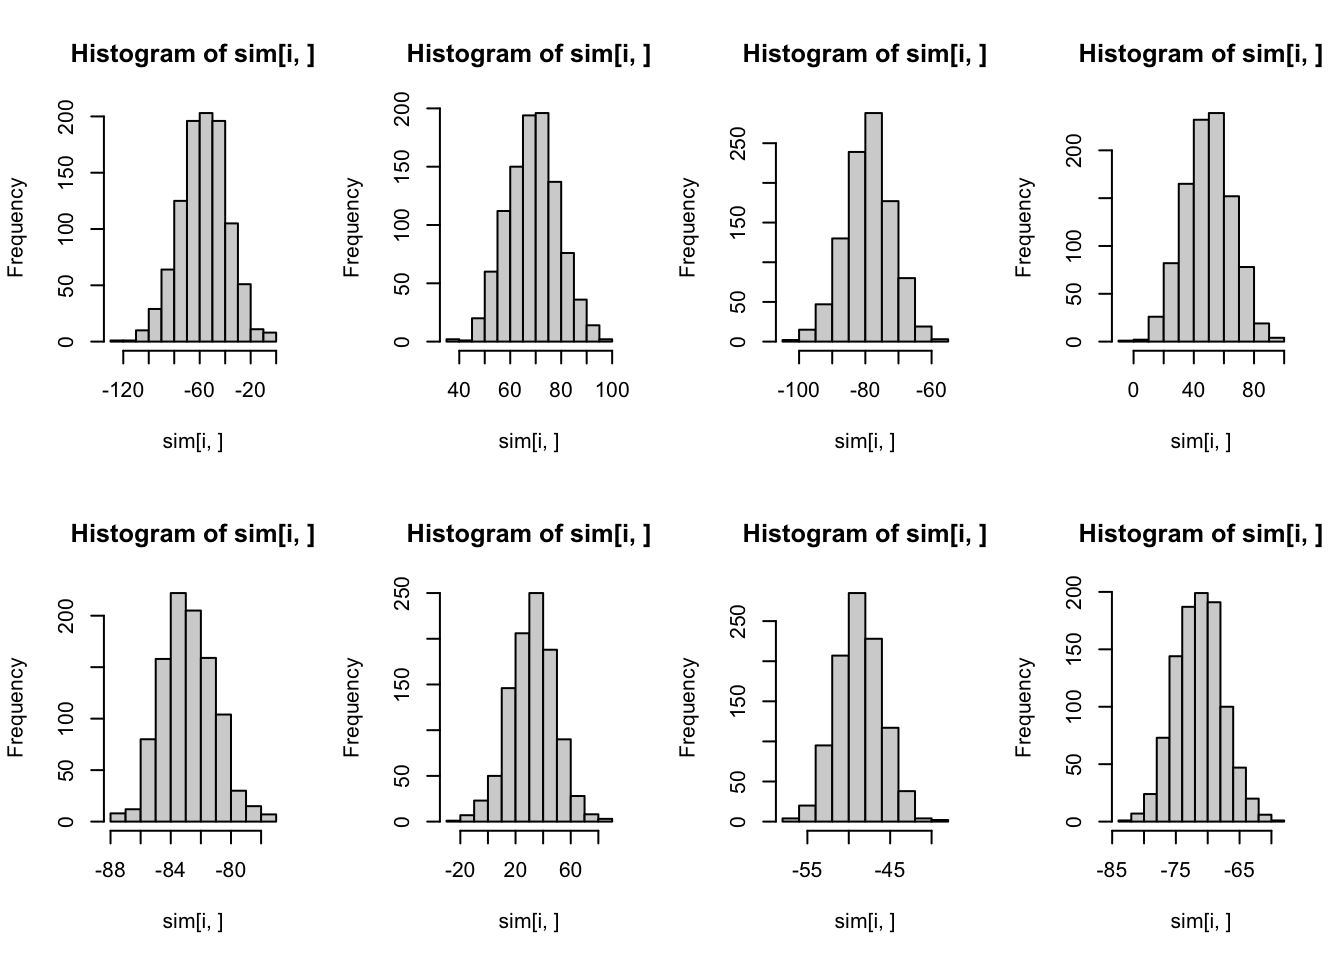 Histogram of sim[i, ]
Frequency
200
150
100
50
0
-120
-60
-20
sim[i, ]
Histogram of sim[i, ]
Frequency
200
150
100
50
0
40
60
80
100
sim[i, ]
Histogram of sim[i, ]
Frequency
250
150
50
0
-100
-80
-60
sim[i, ]
Histogram of sim[i, ]
Frequency
200
100
50
0
0
40
80
sim[i, ]
Histogram of sim[i, ]
Frequency
200
100
50
0
-88
-84
-80
sim[i, ]
Histogram of sim[i, ]
Frequency
250
150
50
0
-20
20
60
sim[i, ]
Histogram of sim[i, ]
Frequency
250
150
50
0
-55
-45
sim[i, ]
Histogram of sim[i, ]
Frequency
200
150
100
50
0
-85
-75
-65
sim[i, ]